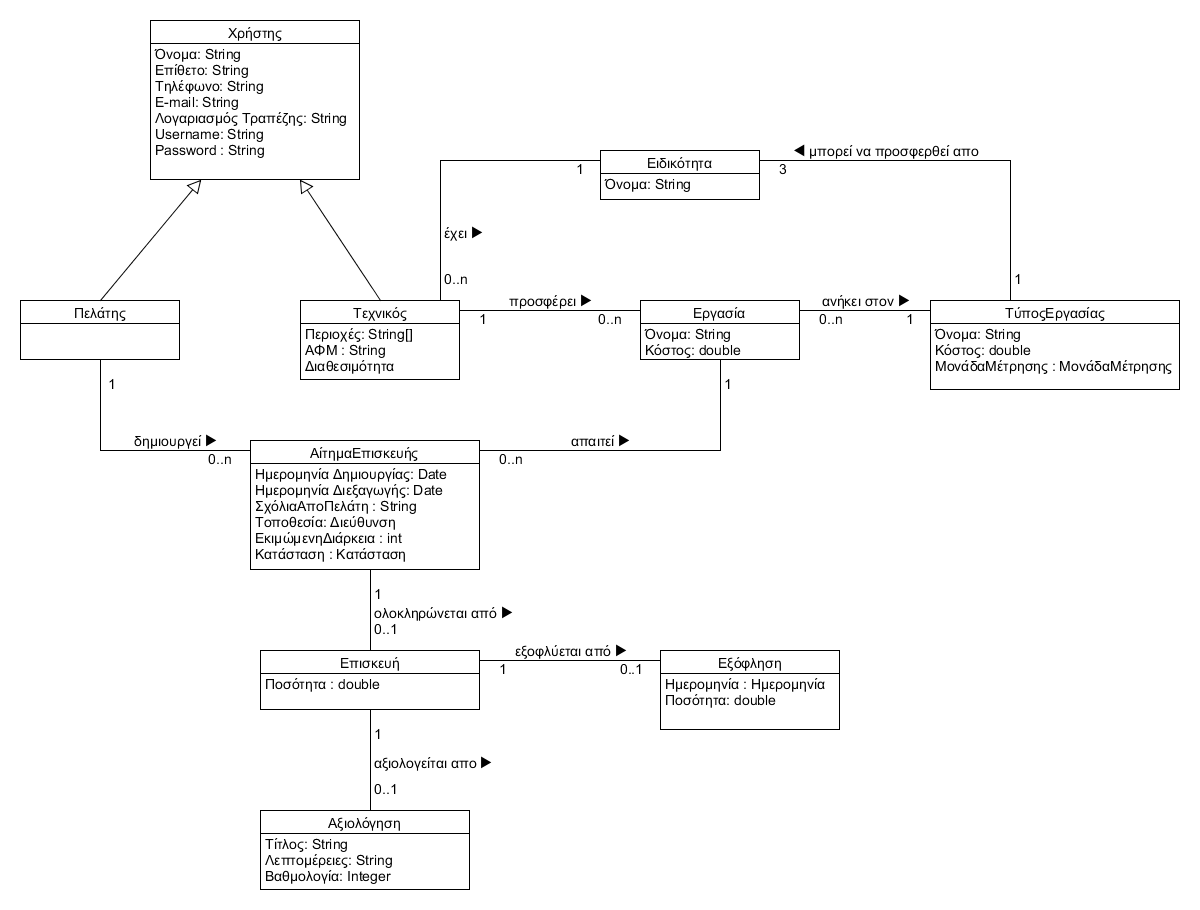 Χρήστης
Όνομα: String
Επίθετο: String
Τηλέφωνο: String
E-mail: String
Λογαριασμός Τραπέζης: String
Username: String
Password : String
Ειδικότητα
Όνομα: String
1
3
◀ μπορεί να προσφερθεί απο
1
έχει ▶
0..n
Πελάτης
Τεχνικός
Περιοχές: String[]
ΑΦΜ : String
Διαθεσιμότητα
προσφέρει ▶
1
0..n
Εργασία
Όνομα: String
Κόστος: double
ανήκει στον ▶
0..n
1
ΤύποςΕργασίας
Όνομα: String
Κόστος: double
ΜονάδαΜέτρησης : ΜονάδαΜέτρησης
1
δημιουργεί ▶
0..n
1
απαιτεί ▶
0..n
ΑίτημαΕπισκευής
Ημερομηνία Δημιουργίας: Date
Ημερομηνία Διεξαγωγής: Date
ΣχόλιαΑποΠελάτη : String
Τοποθεσία: Διεύθυνση
ΕκιμώμενηΔιάρκεια : int
Κατάσταση : Κατάσταση
1
ολοκληρώνεται από ▶
0..1
Επισκευή
Ποσότητα : double
εξοφλύεται από ▶
1
0..1
Εξόφληση
Ημερομηνία : Ημερομηνία
Ποσότητα: double
1
αξιολογείται απο ▶
0..1
Αξιολόγηση
Τίτλος: String
Λεπτομέρειες: String
Βαθμολογία: Integer